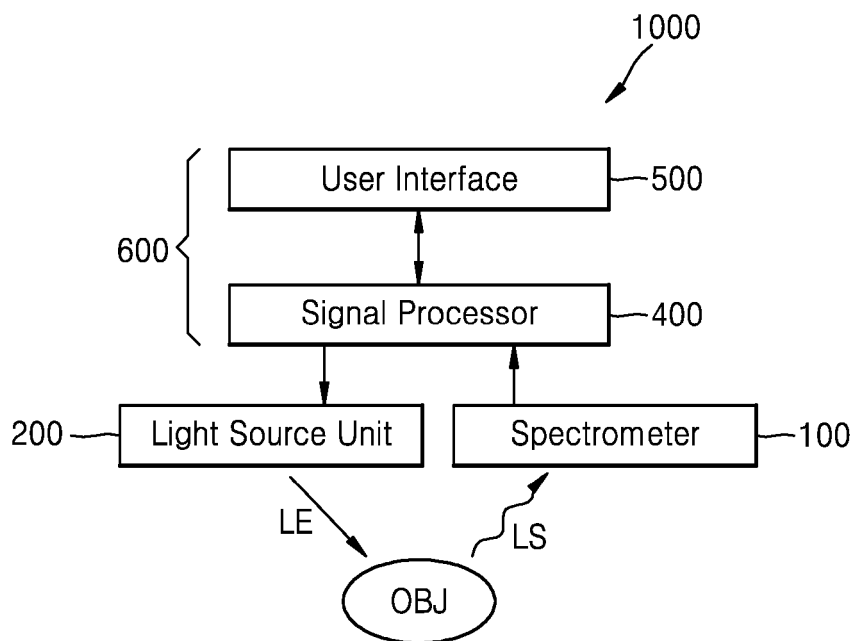 1000
User Interface
500
600
Signal Processor
400
200
Light Source Unit
Spectrometer
100
LE
LS
OBJ